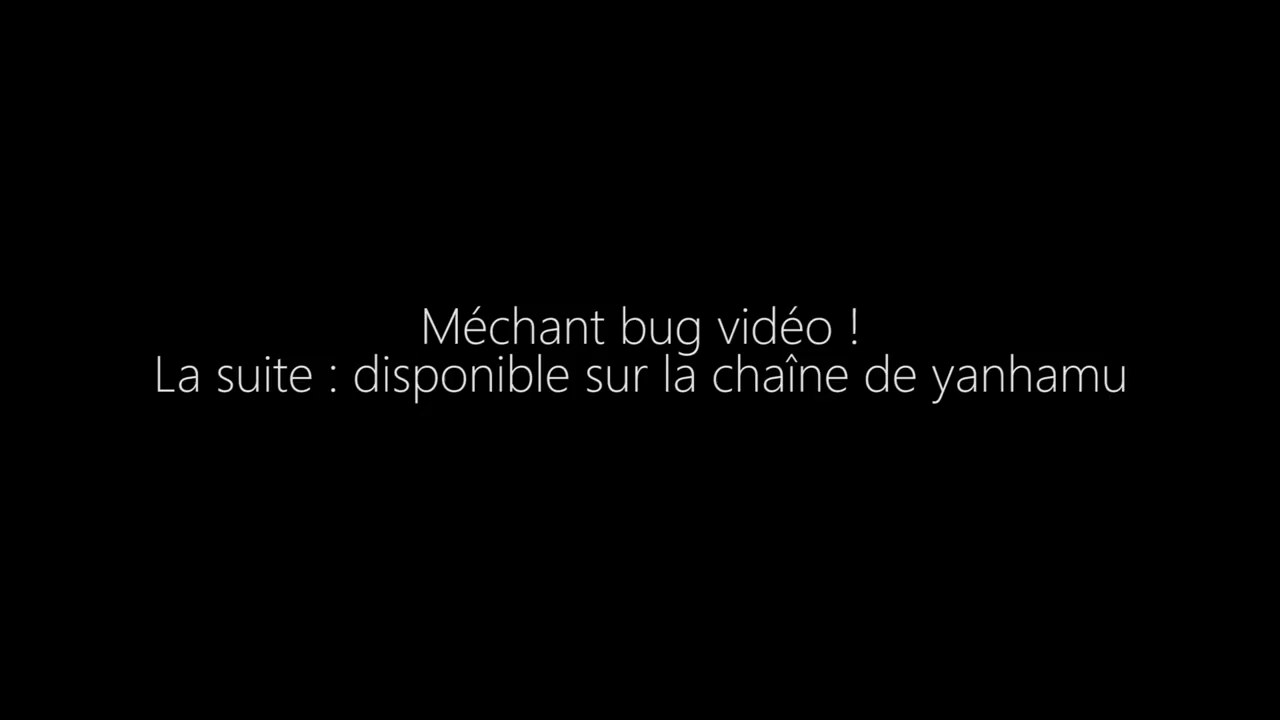 Méchant bug vidéo !
La suite : disponible sur la chaîne de yanhamu